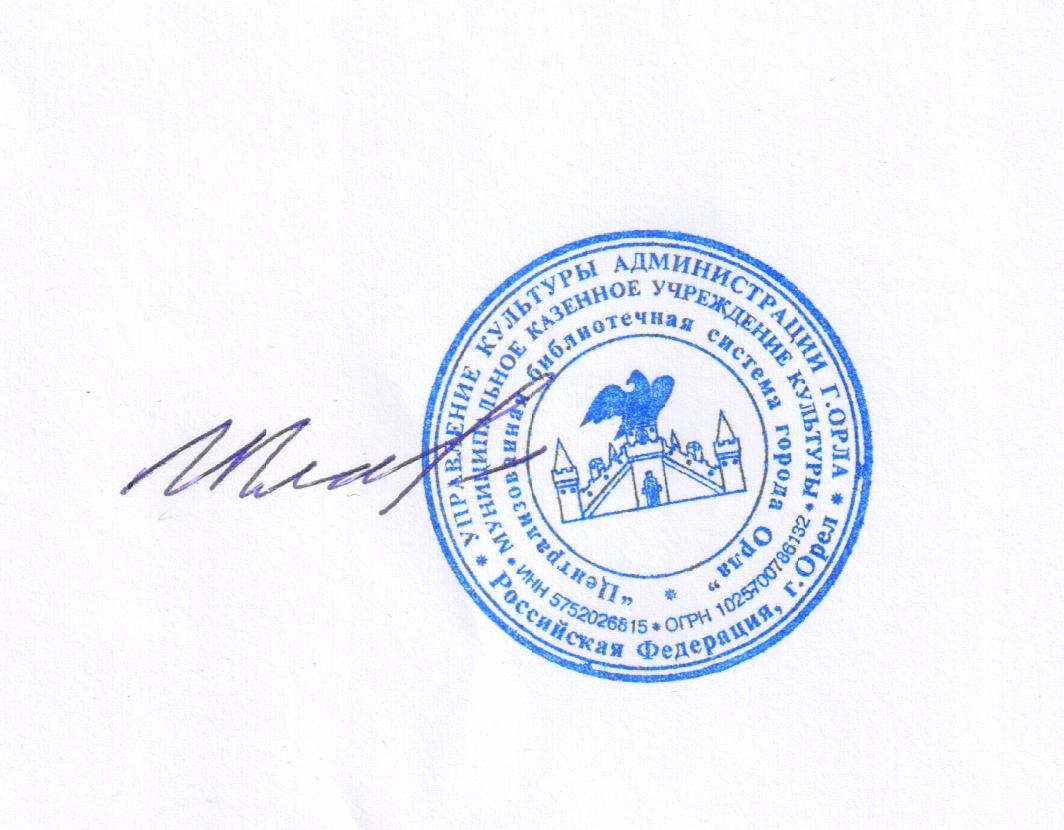 * УПРАВЛЕНИЕ КУЛЬТУРЫ АДМИНИСТРАЦИИ Г.ОРЛА *
Российская Федерация, г.Орел
* МУНИЦИПАЛЬНОЕ КАЗЕННОЕ УЧРЕЖДЕНИЕ КУЛЬТУРЫ *
ИНН 5752026815 * ОГРН 1025700786132
"Централизованная библиотечная система города Орла" *